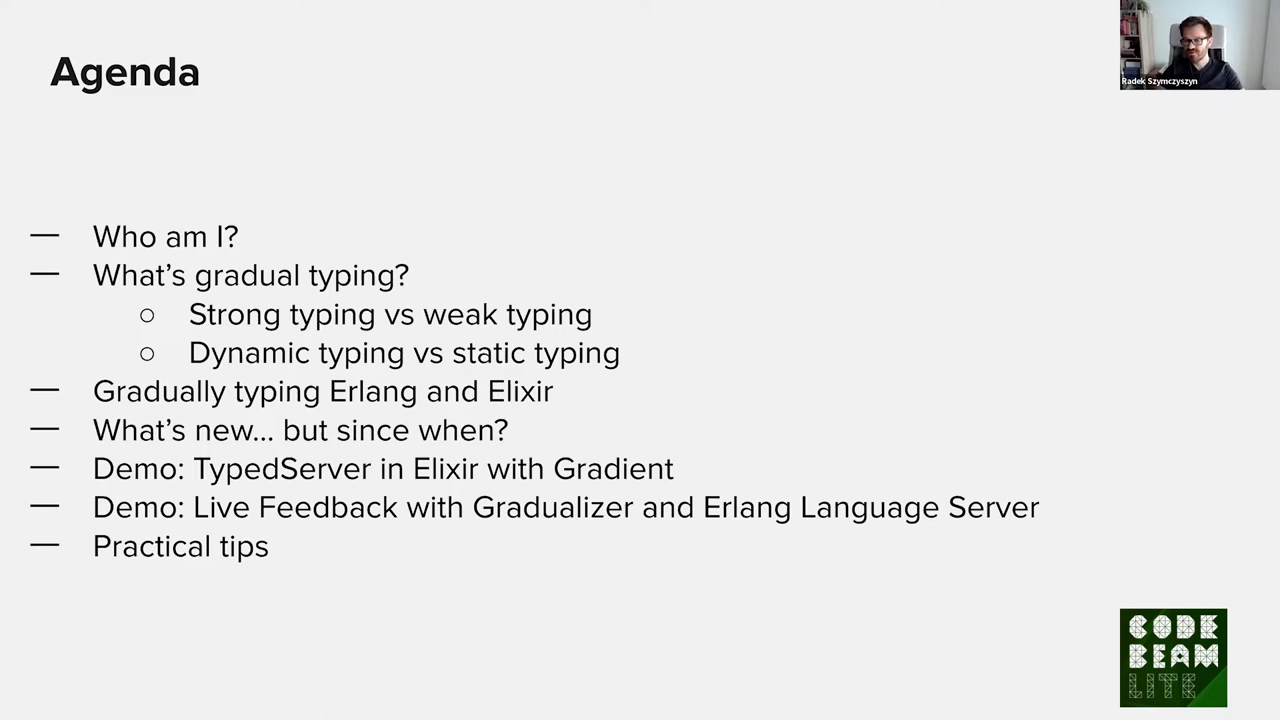 Agenda
Radek Szymczyszyn
— Who am I?
— What's gradual typing?
○ Strong typing vs weak typing
○ Dynamic typing vs static typing
— Gradually typing Erlang and Elixir
— What's new... but since when?
— Demo: TypedServer in Elixir with Gradient
— Demo: Live Feedback with Gradualizer and Erlang Language Server
— Practical tips
CODE
BEAM
LITE